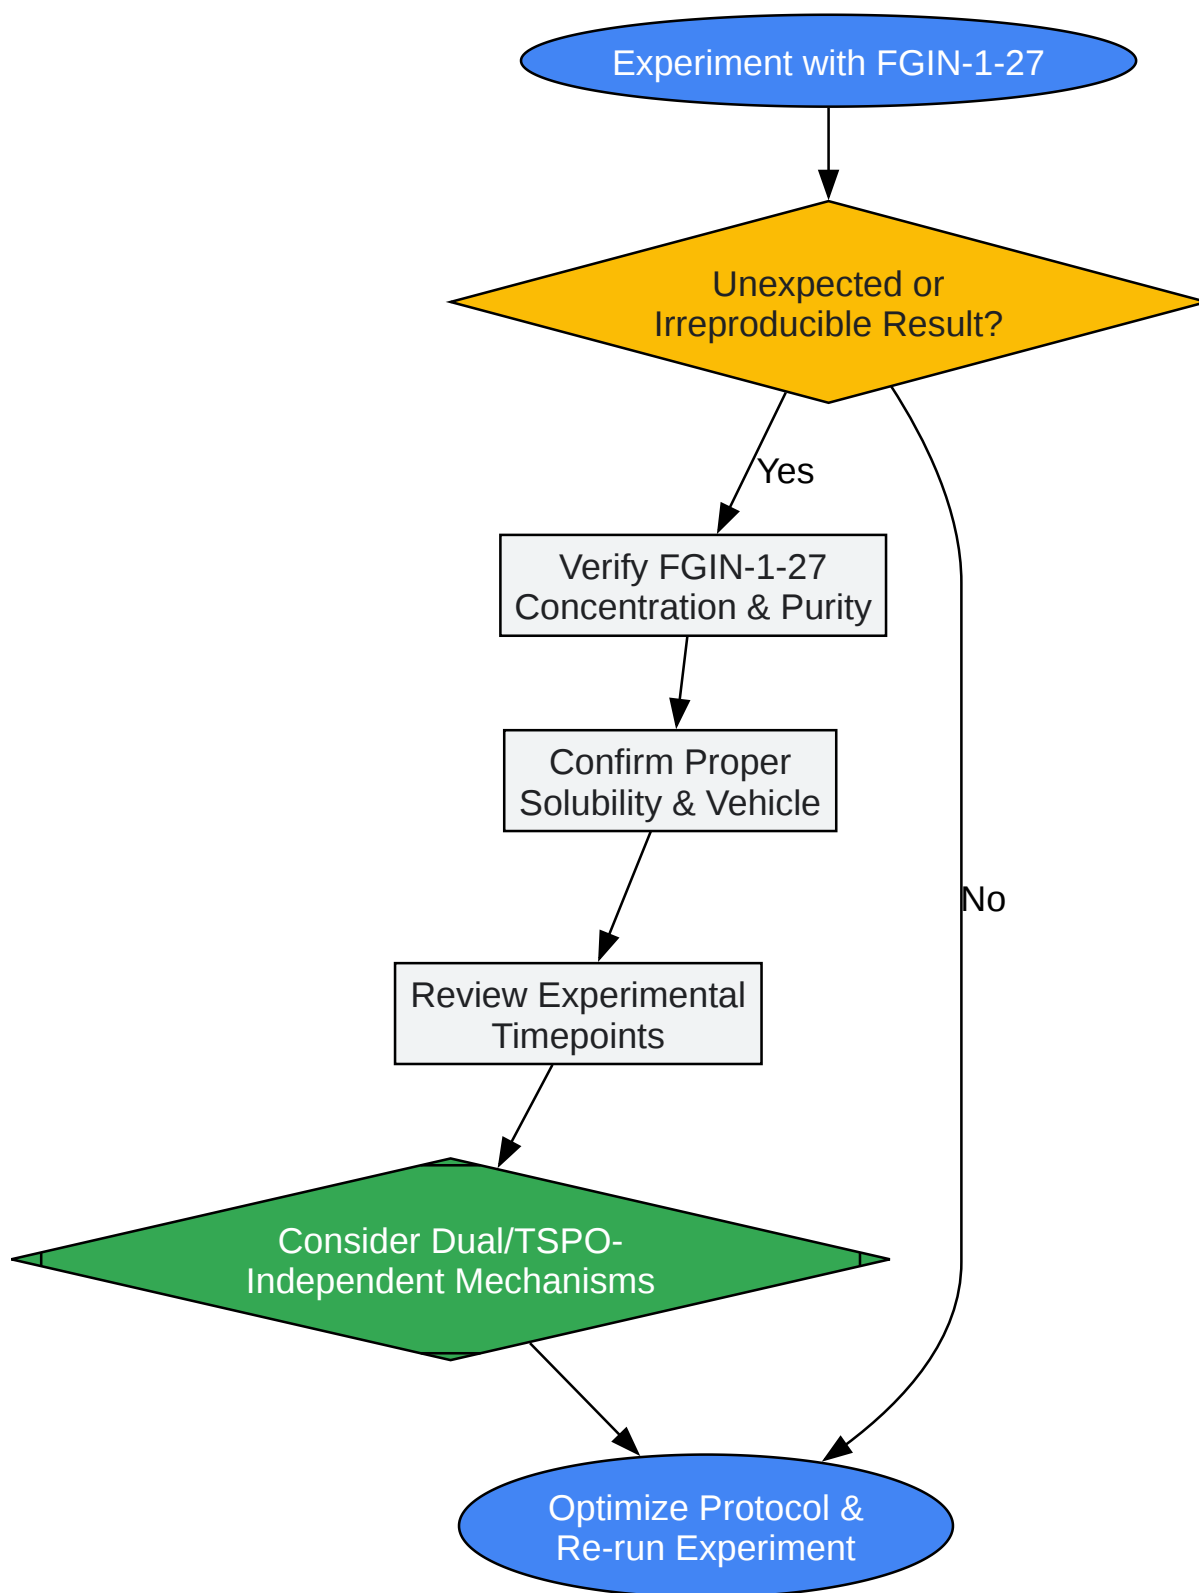 Experiment with FGIN-1-27
Unexpected or
Irreproducible Result?
Yes
Verify FGIN-1-27
Concentration & Purity
Confirm Proper
Solubility & Vehicle
No
Review Experimental
Timepoints
Consider Dual/TSPO-
Independent Mechanisms
Optimize Protocol &
Re-run Experiment